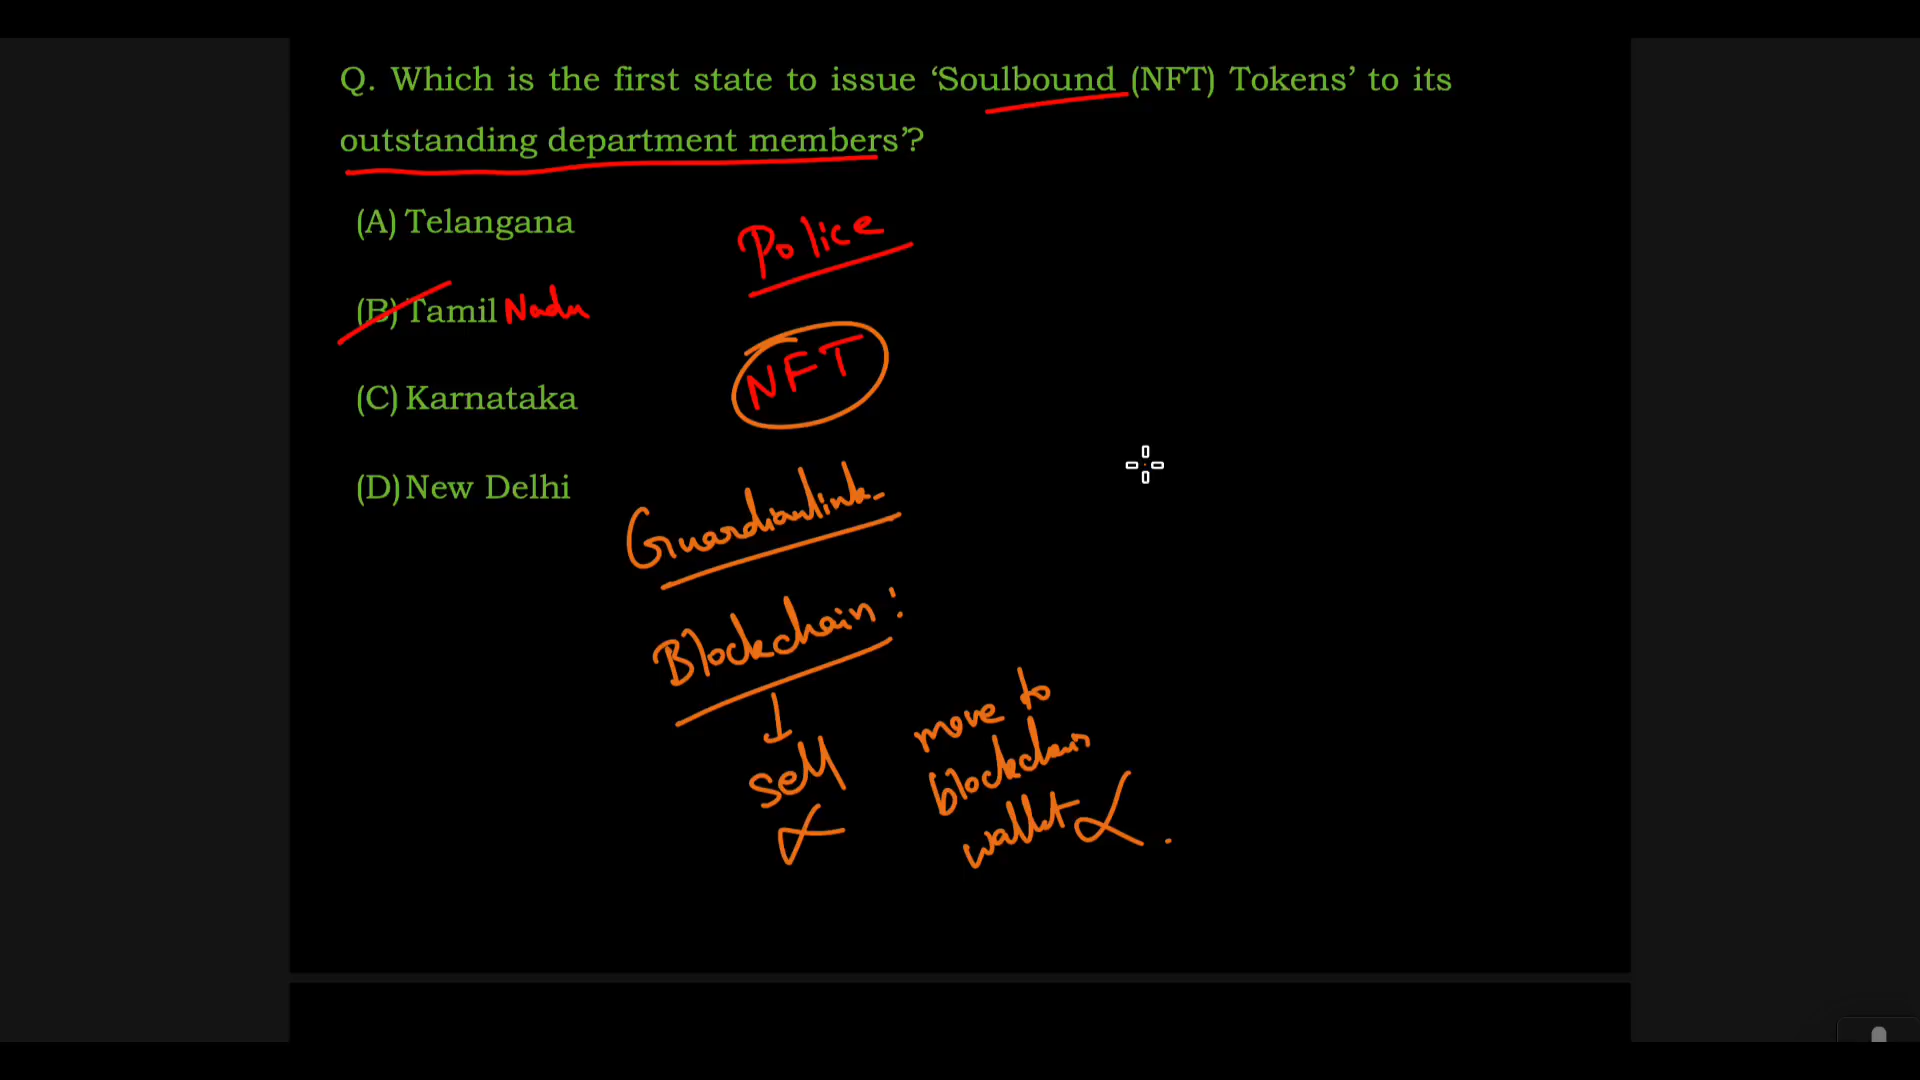 Q. Which is the first state to issue ‘Soulbound (NFT) Tokens’ to its
outstanding department members’?
(A) Telangana
Police
(B) Tamil Nadu
NFT
(C) Karnataka
(D) New Delhi
Guardianlink
Blockchain:
sell
move to
blockchain
wallet